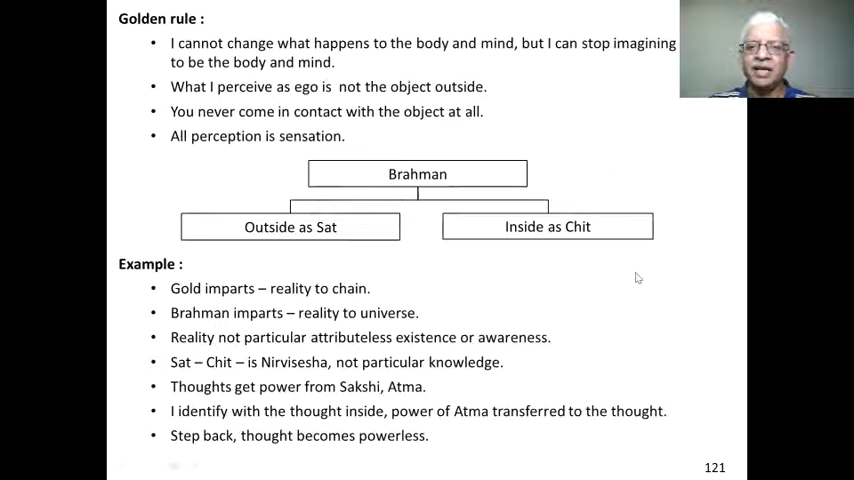 Golden rule :
• I cannot change what happens to the body and mind, but I can stop imagining
to be the body and mind.
• What I perceive as ego is not the object outside.
• You never come in contact with the object at all.
• All perception is sensation.
Brahman
Outside as Sat
Inside as Chit
Example :
• Gold imparts – reality to chain.
• Brahman imparts – reality to universe.
• Reality not particular attributeless existence or awareness.
• Sat – Chit – is Nirvisesha, not particular knowledge.
• Thoughts get power from Sakshi, Atma.
• I identify with the thought inside, power of Atma transferred to the thought.
• Step back, thought becomes powerless.
121